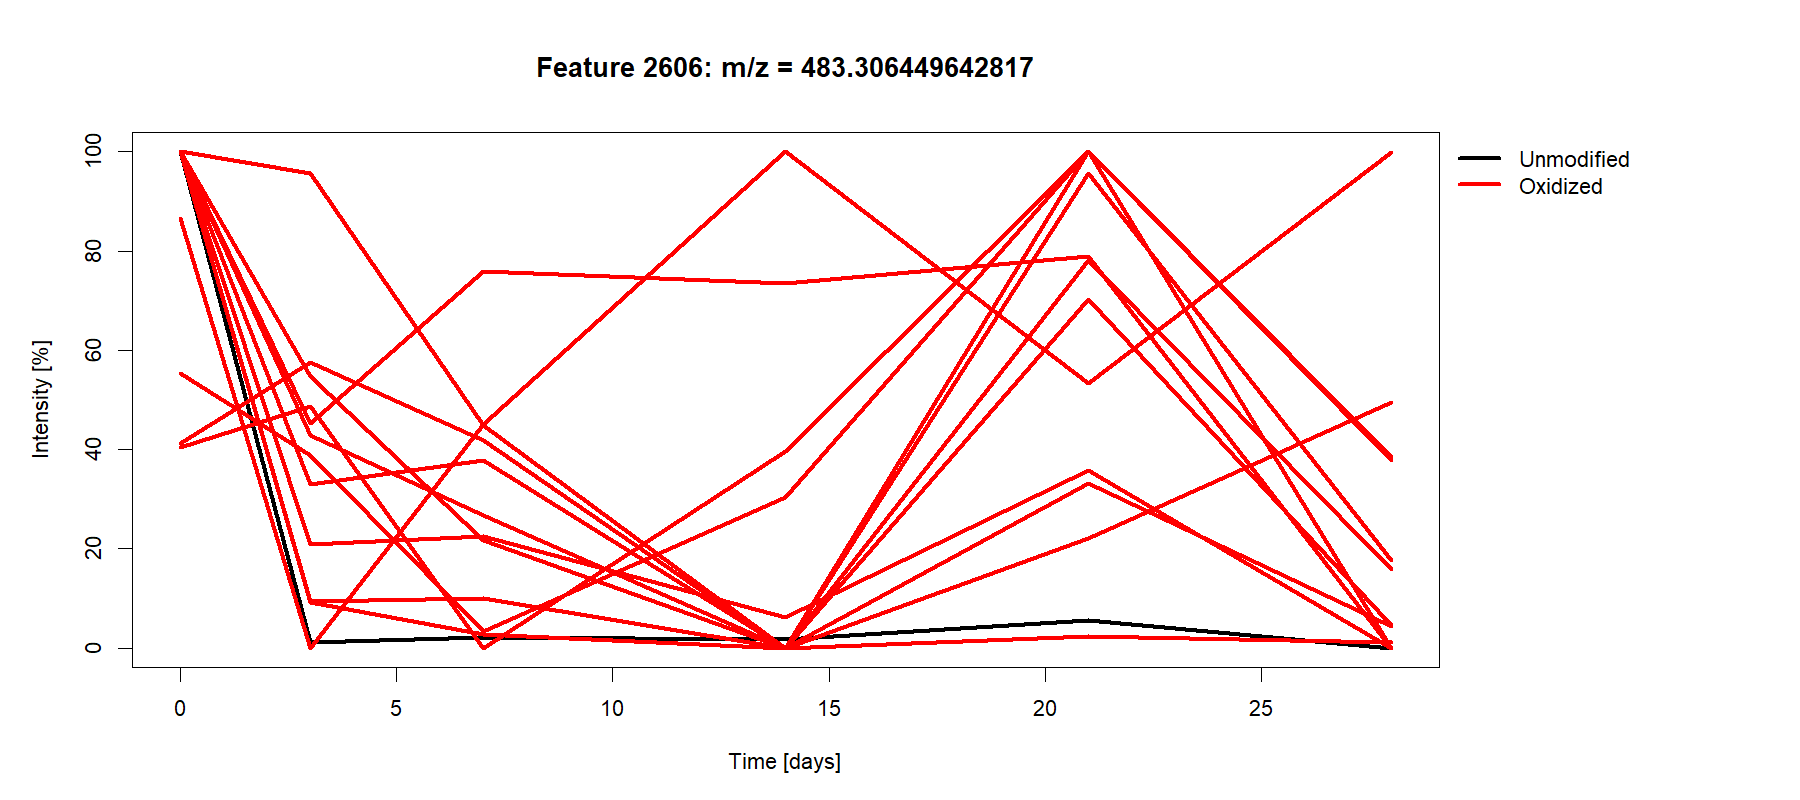 Feature 2606: m/z = 483.306449642817
Unmodified
Oxidized
Intensity [%]
100
80
60
40
20
0
0 5 10 15 20 25
Time [days]